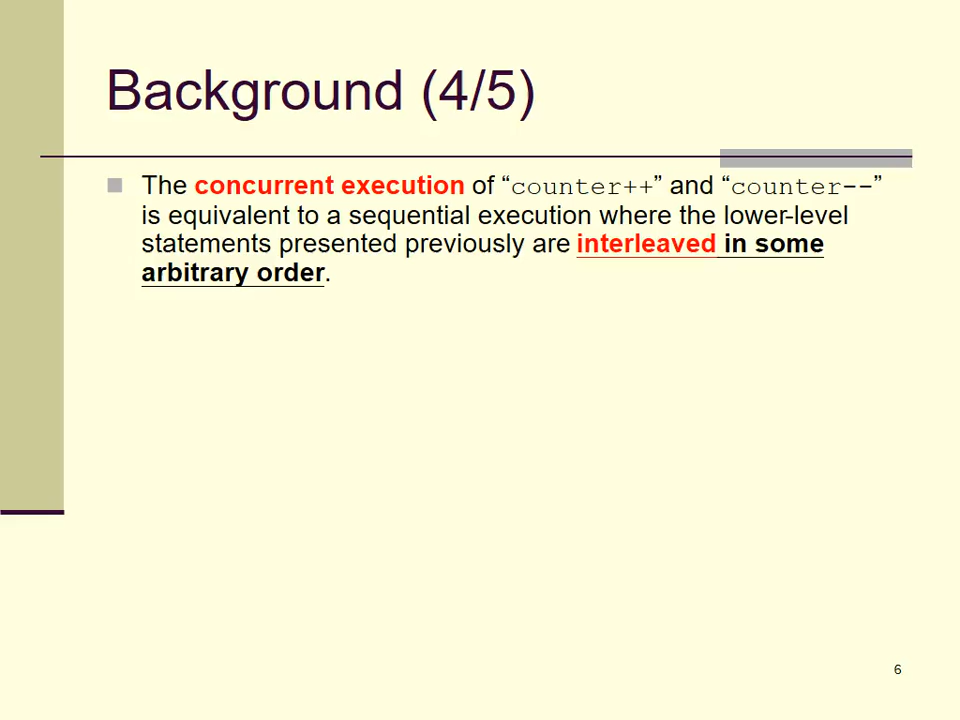 Background (4/5)
The concurrent execution of “counter++” and “counter--”
is equivalent to a sequential execution where the lower-level
statements presented previously are interleaved in some
arbitrary order.
6